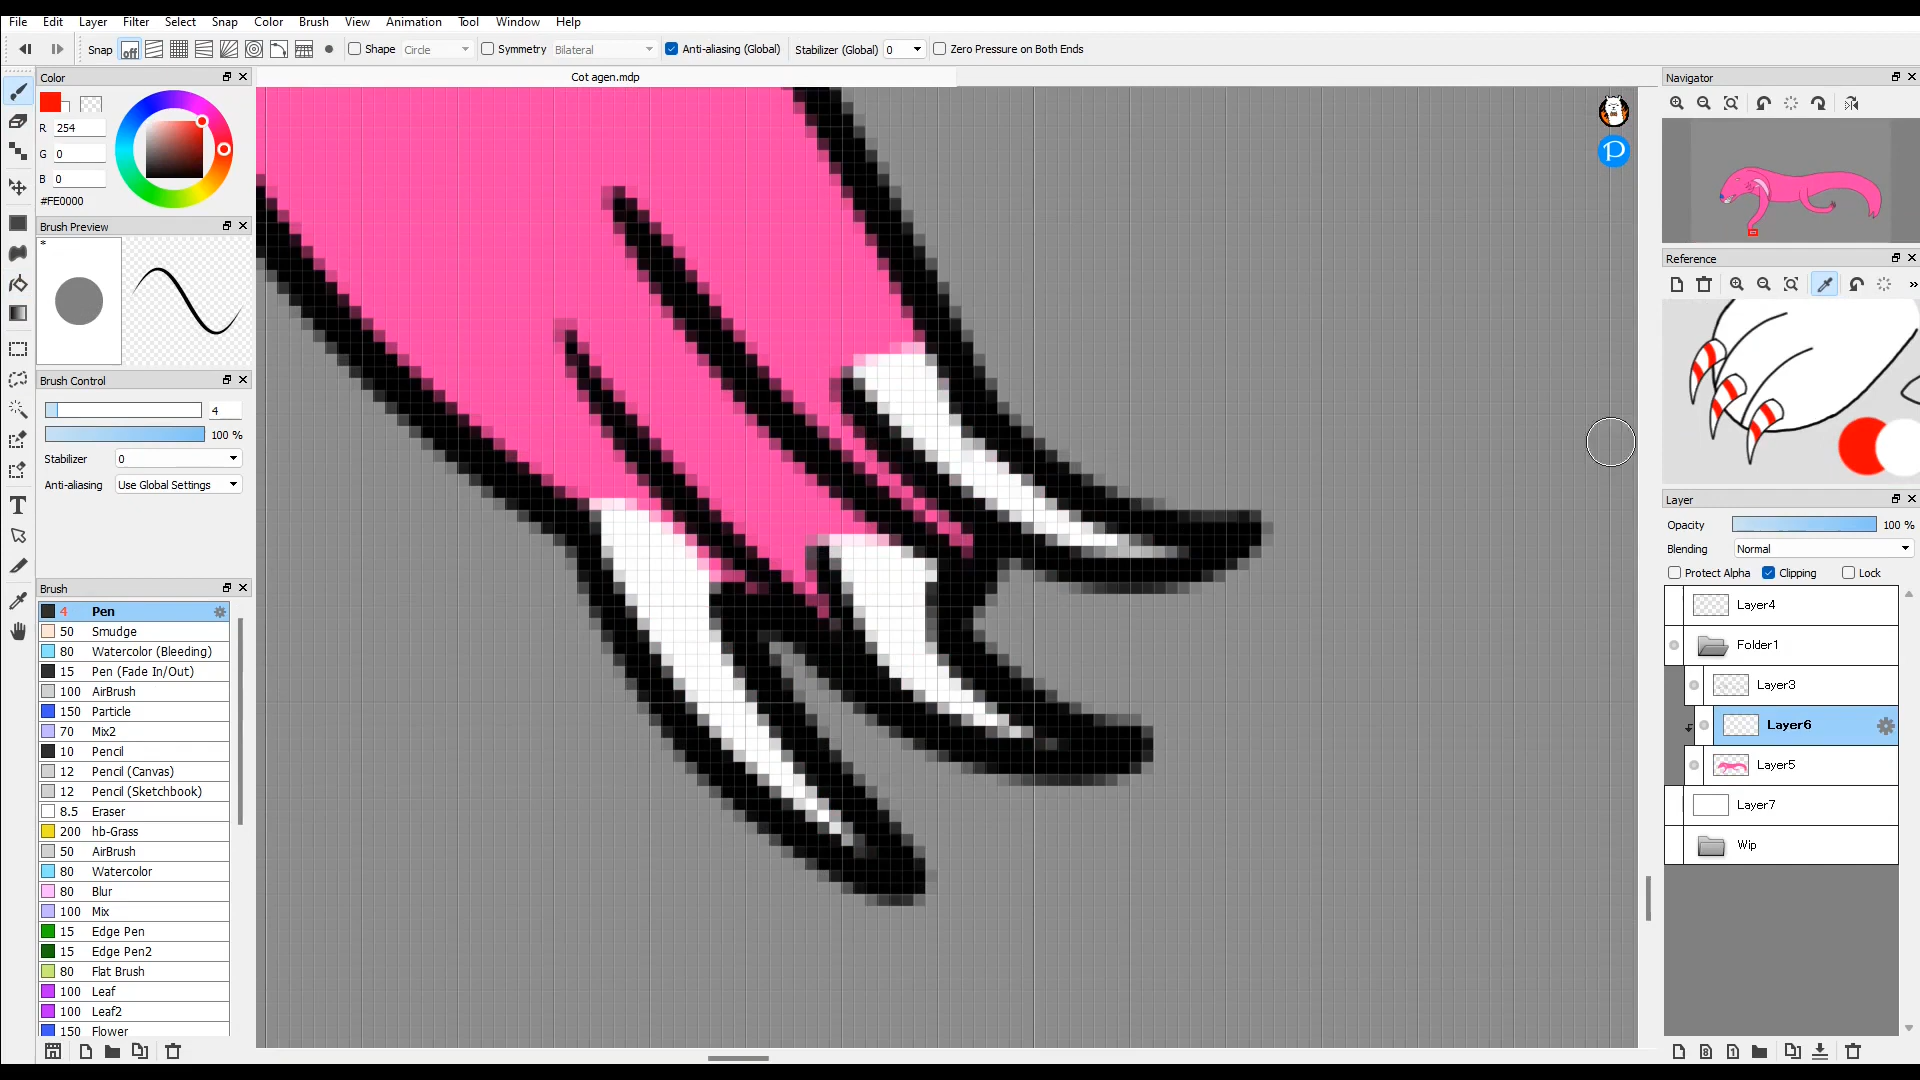 File Edit Layer Filter Select Snap Color Brush View Animation Tool Window Help
Snap off Shape Circle Symmetry Bilateral Anti-aliasing (Global) Stabilizer (Global) 0 Zero Pressure on Both Ends
Color
Cot agen.mdp
Navigator
R 254
G 0
B 0
#FE0000
Brush Preview
*
Reference
Brush Control
4
100 %
Stabilizer 0
Anti-aliasing Use Global Settings
Layer
Opacity 100 %
Blending Normal
Protect Alpha Clipping Lock
Layer4
Folder1
Layer3
Layer6
Layer5
Layer7
Wip
Brush
4 Pen
50 Smudge
80 Watercolor (Bleeding)
15 Pen (Fade In/Out)
100 AirBrush
150 Particle
70 Mix2
10 Pencil
12 Pencil (Canvas)
12 Pencil (Sketchbook)
8.5 Eraser
200 hb-Grass
50 AirBrush
80 Watercolor
80 Blur
100 Mix
15 Edge Pen
15 Edge Pen2
80 Flat Brush
100 Leaf
100 Leaf2
150 Flower
T
P
8
1